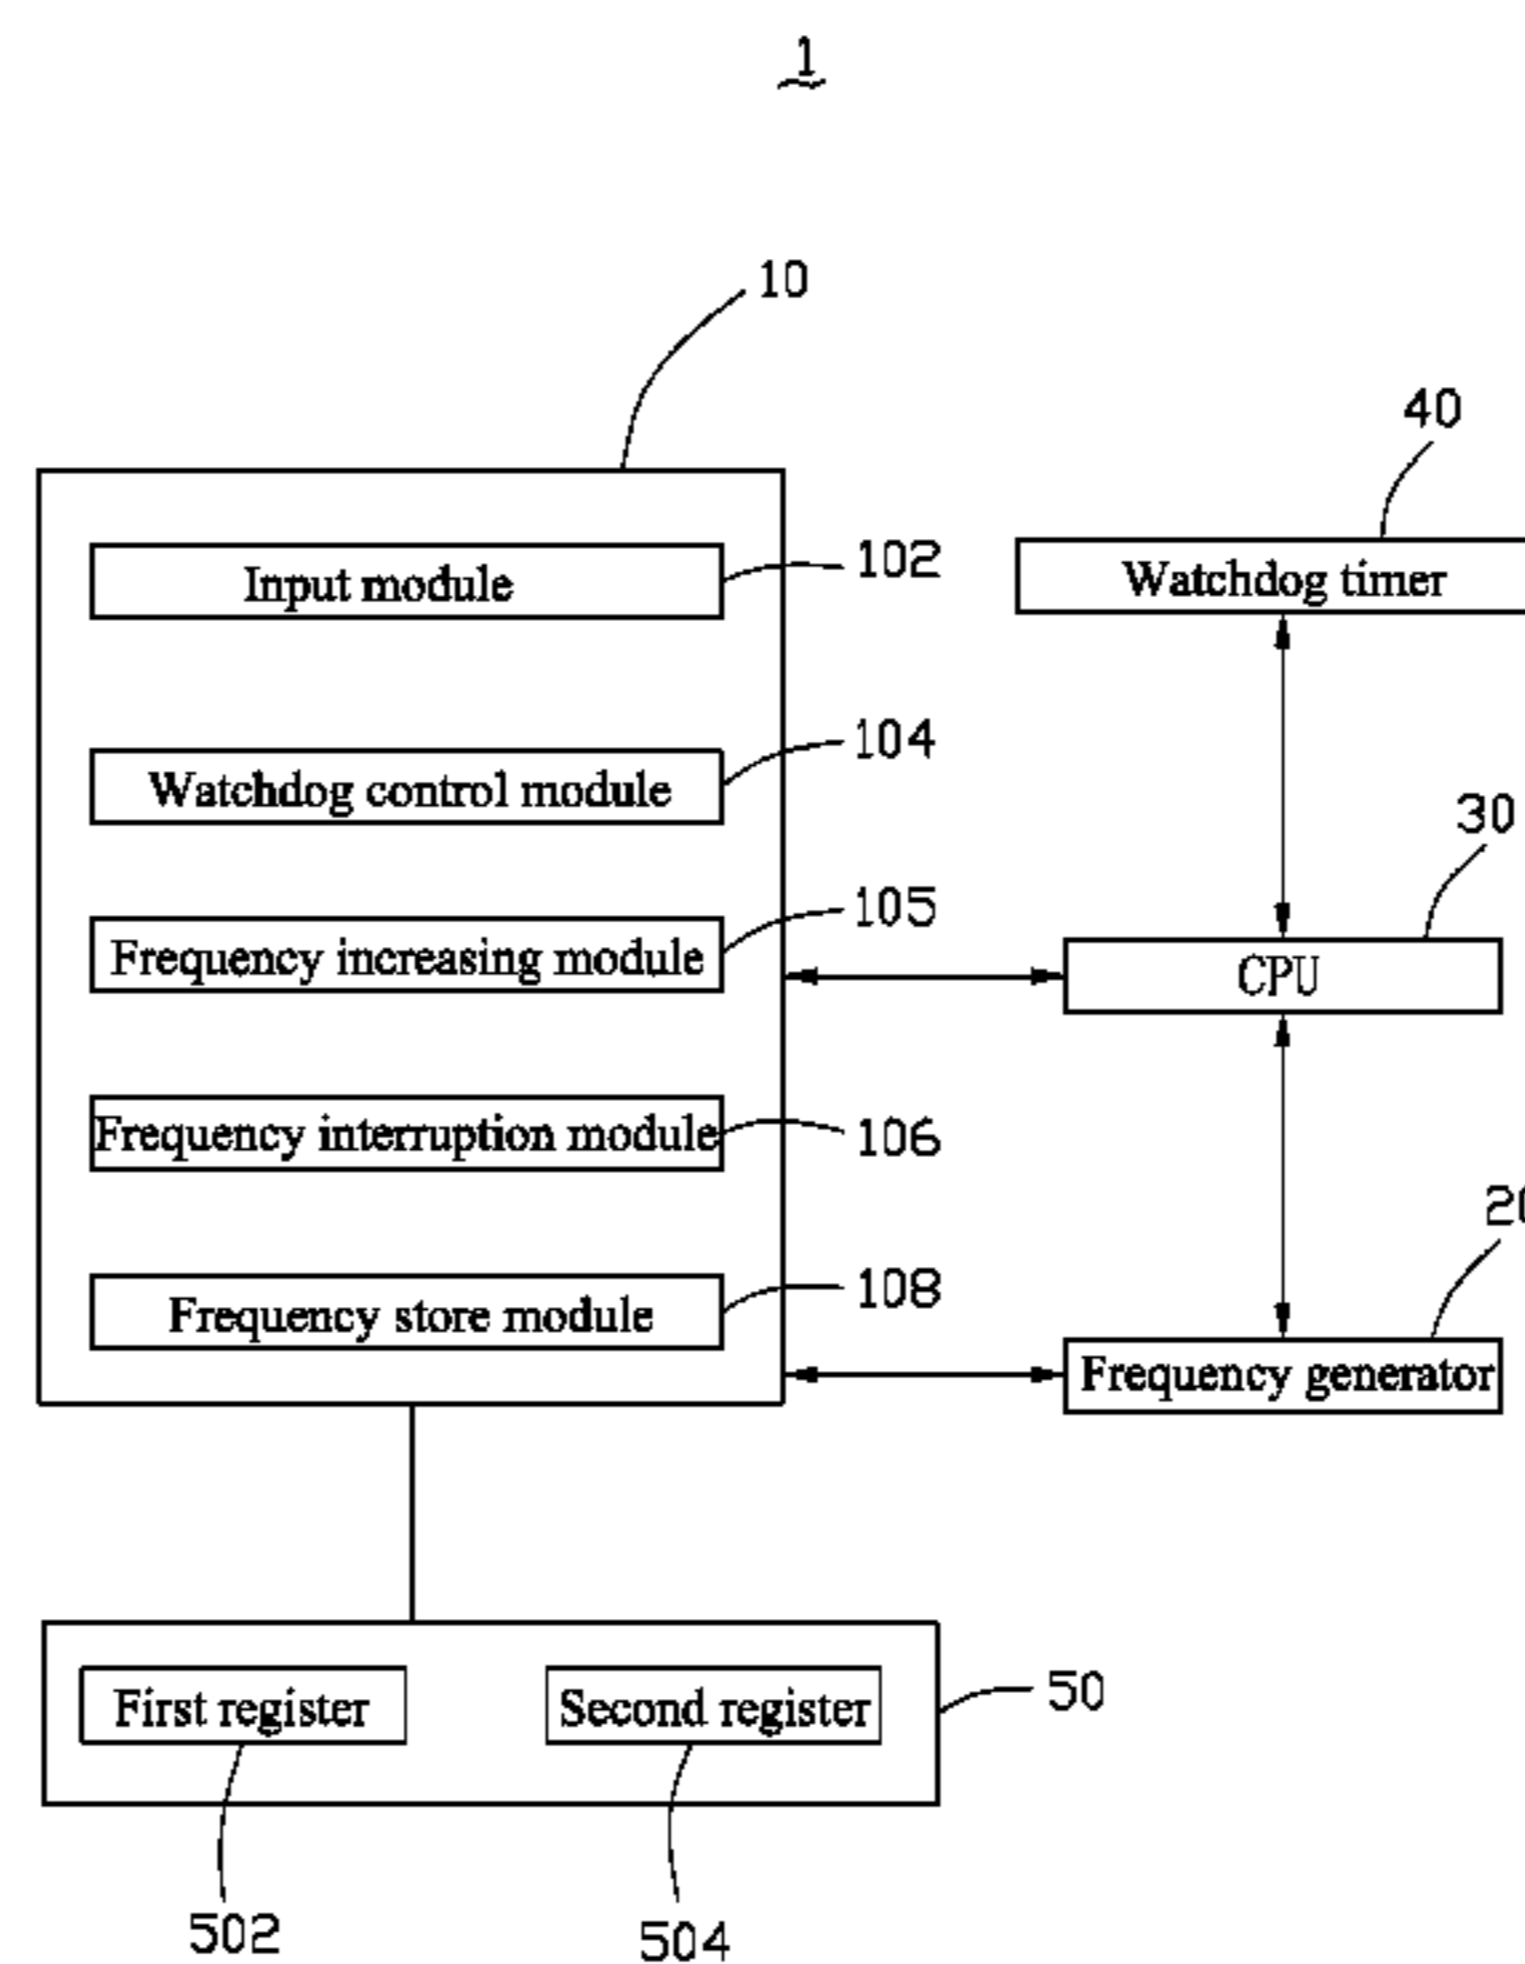 1
10
40
Input module
102
Watchdog timer
Watchdog control module
104
30
Frequency increasing module
105
CPU
Frequency interruption module
106
Frequency store module
108
Frequency generator
First register
Second register
50
502
504